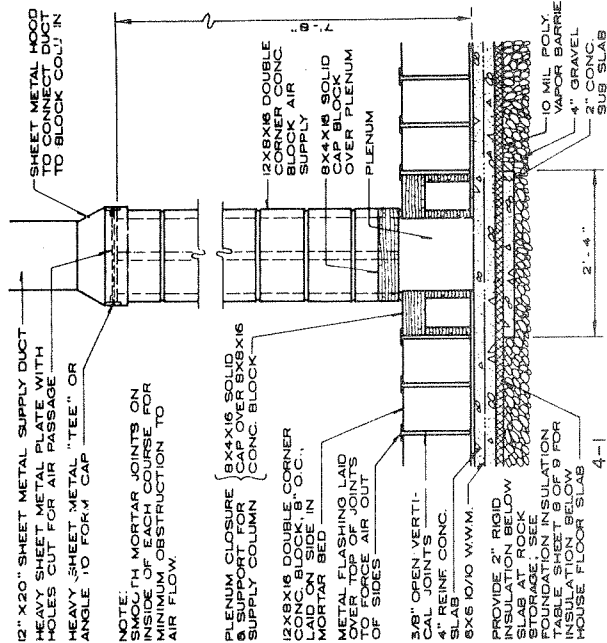 12" X 20" SHEET METAL SUPPLY DUCT
HEAVY SHEET METAL PLATE WITH
HOLES CUT FOR AIR PASSAGE
HEAVY SHEET METAL "TEE" OR
ANGLE TO FORM CAP
NOTE:
SMOOTH MORTAR JOINTS ON
INSIDE OF EACH COURSE FOR
MINIMUM OBSTRUCTION TO
AIR FLOW.
PLENUM CLOSURE
& SUPPORT FOR
SUPPLY COLUMN
8X4X16 SOLID
CAP OVER 8X8X16
CONC. BLOCK
12X8X16 DOUBLE CORNER
CONC. BLOCK, 8" O.C.,
LAID ON SIDE IN
MORTAR BED
METAL FLASHING LAID
OVER TOP OF JOINTS
TO FORCE AIR OUT
OF SIDES
3/8" OPEN VERTI-
CAL JOINTS
4" REINF. CONC.
SLAB
6X6 10/10 W.W.M.
PROVIDE 2" RIGID
INSULATION BELOW
SLAB AT ROCK
STORAGE; SEE
FOUNDATION INSULATION
TABLE SHEET 8 OF 9 FOR
INSULATION BELOW
HOUSE FLOOR SLAB
SHEET METAL HOOD
TO CONNECT DUCT
TO BLOCK COLUMN
7'-8"
12X8X16 DOUBLE
CORNER CONC.
BLOCK AIR
SUPPLY
8X4X16 SOLID
CAP BLOCK
OVER PLENUM
PLENUM
10 MIL POLY.
VAPOR BARRIE
4" GRAVEL
2" CONC.
SUB SLAB
2'-4"
4-1